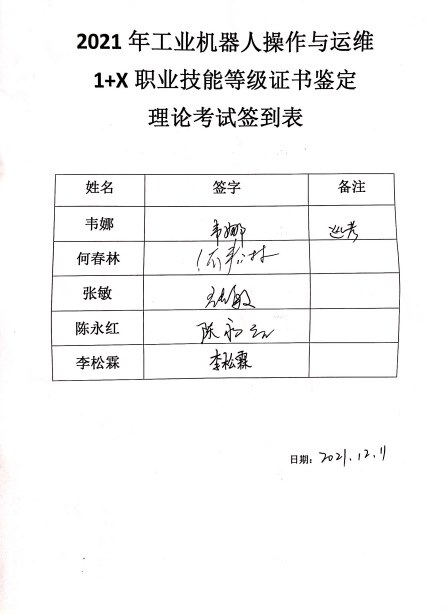 2021 年工业机器人操作与运维
1+X 职业技能等级证书鉴定
理论考试签到表
姓名 签字 备注
韦娜 韦娜 巡考
何春林 何春林
张敏 张敏
陈永红 陈永红
李松霖 李松霖
日期：2021.12.11